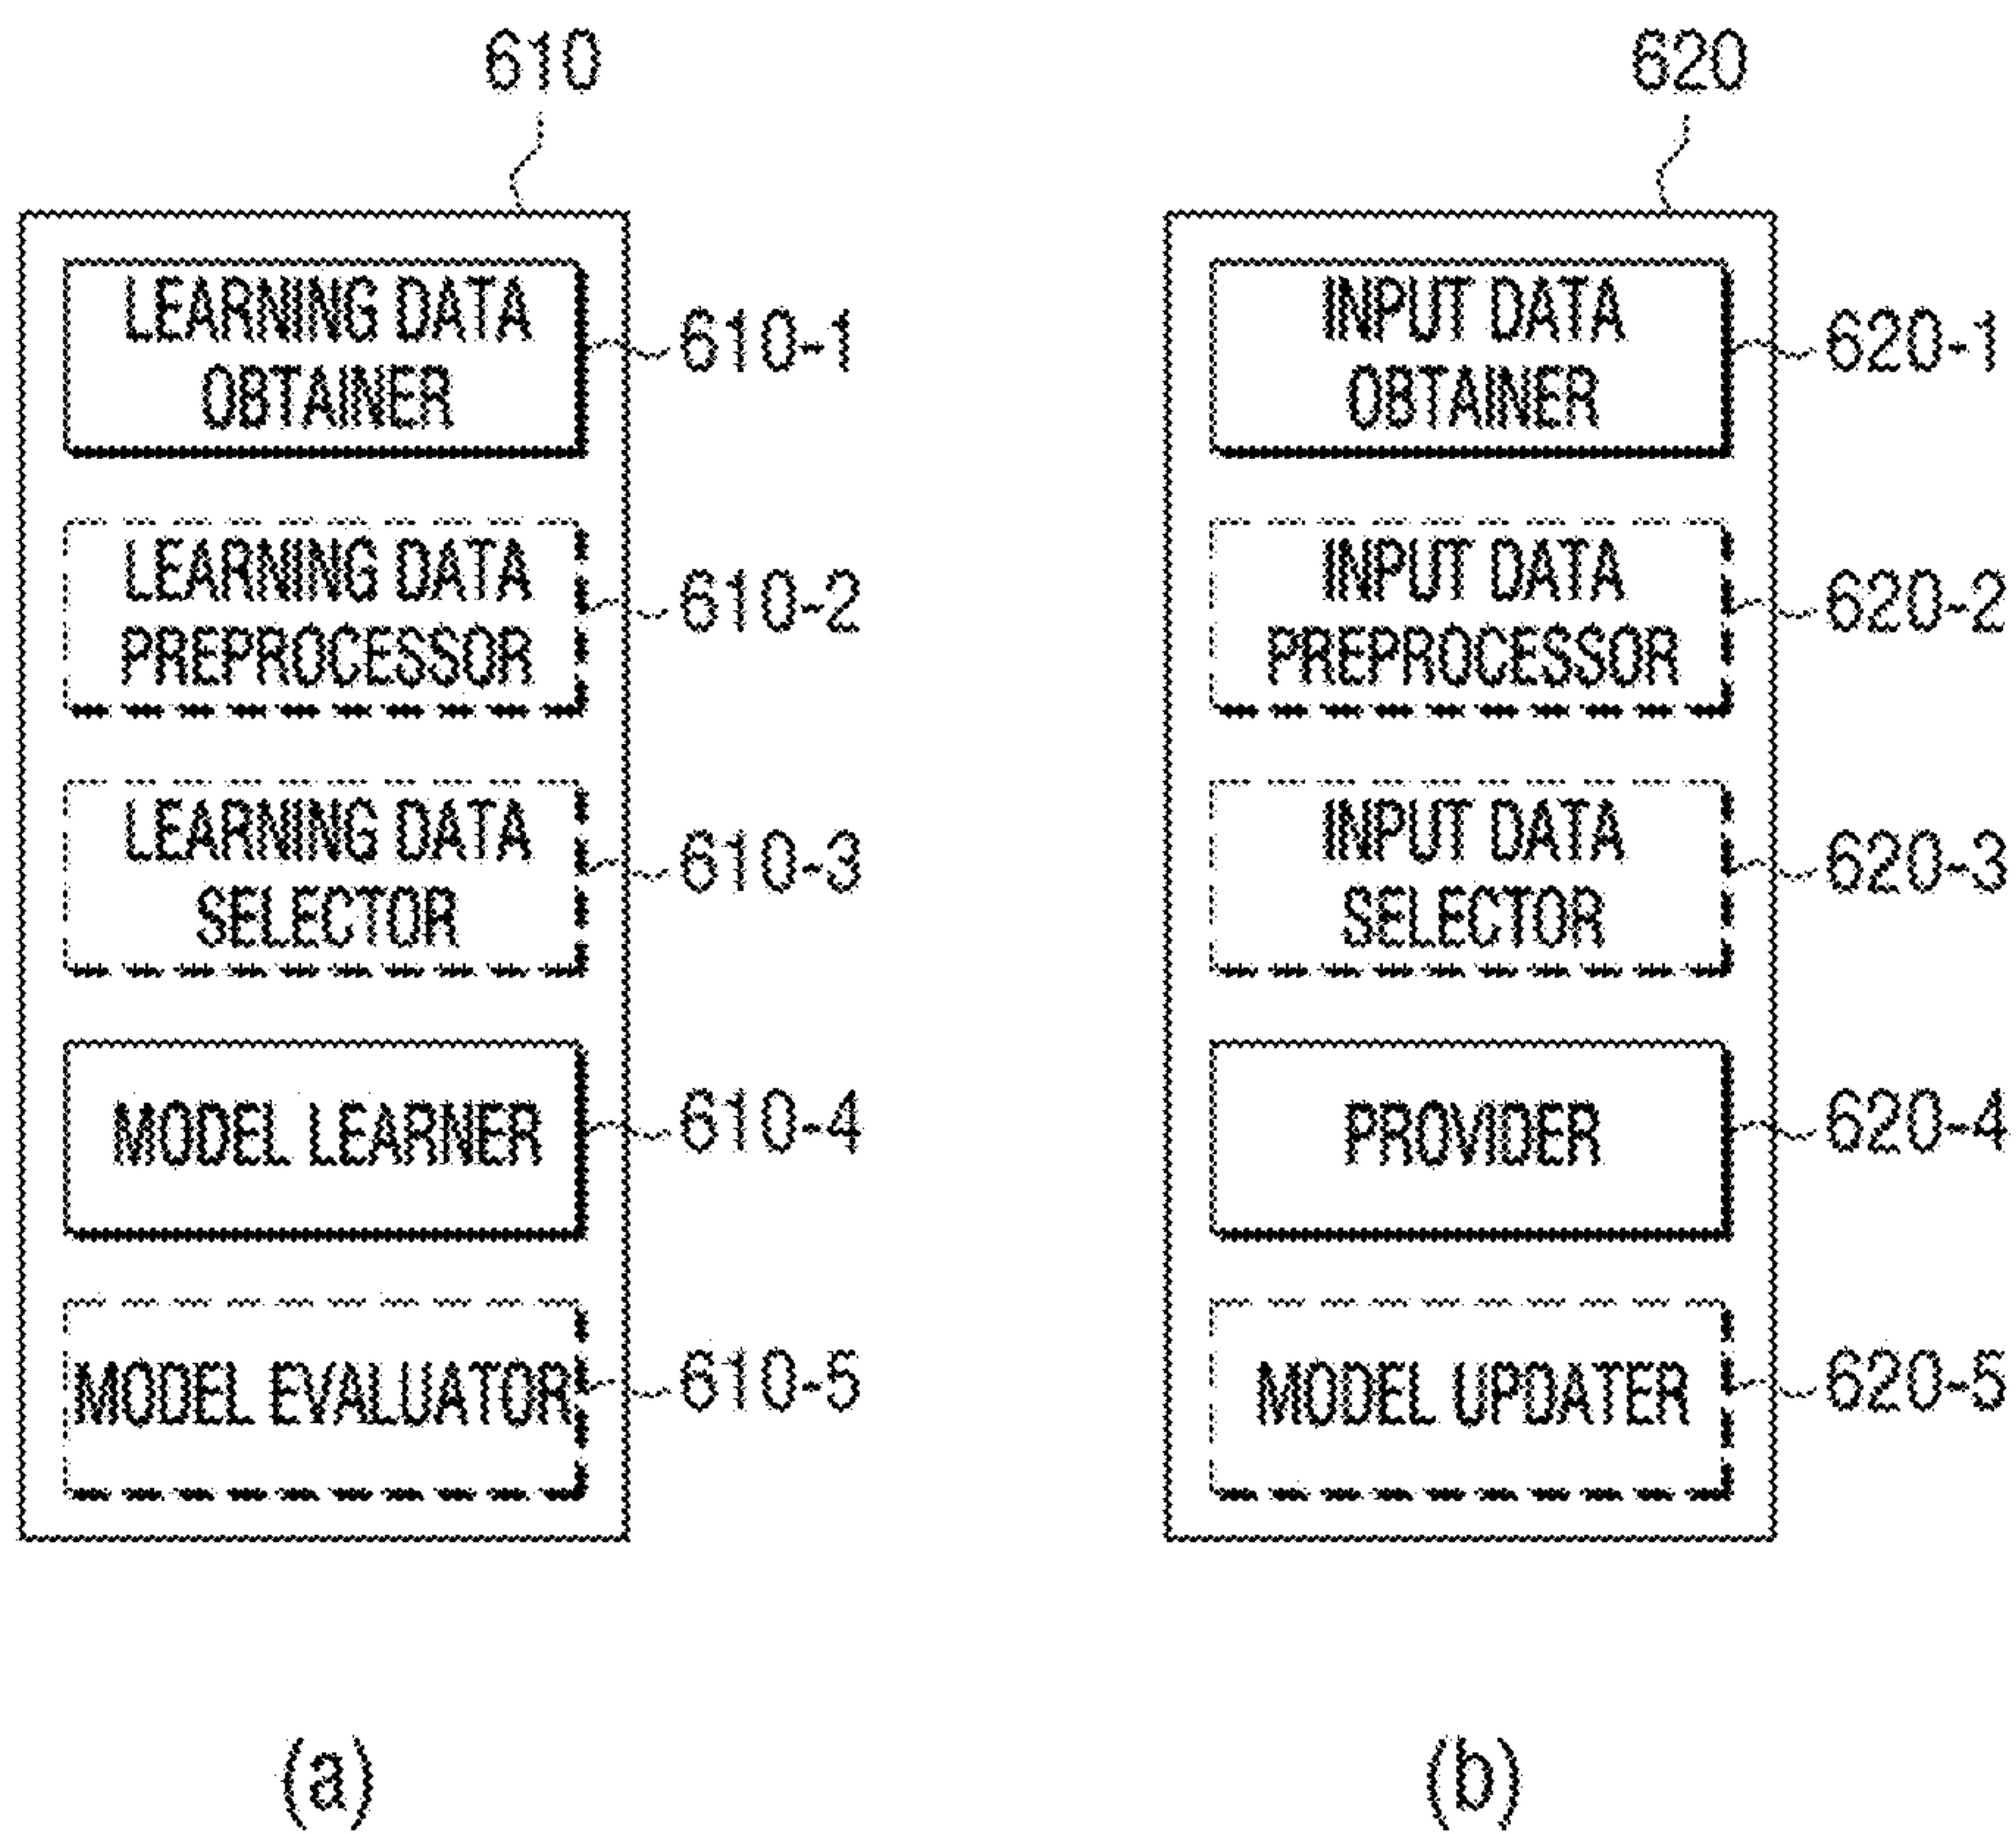 610
LEARNING DATA
OBTAINER
610-1
LEARNING DATA
PREPROCESSOR
610-2
LEARNING DATA
SELECTOR
610-3
MODEL LEARNER
610-4
MODEL EVALUATOR
610-5
(a)
620
INPUT DATA
OBTAINER
620-1
INPUT DATA
PREPROCESSOR
620-2
INPUT DATA
SELECTOR
620-3
PROVIDER
620-4
MODEL UPDATER
620-5
(b)